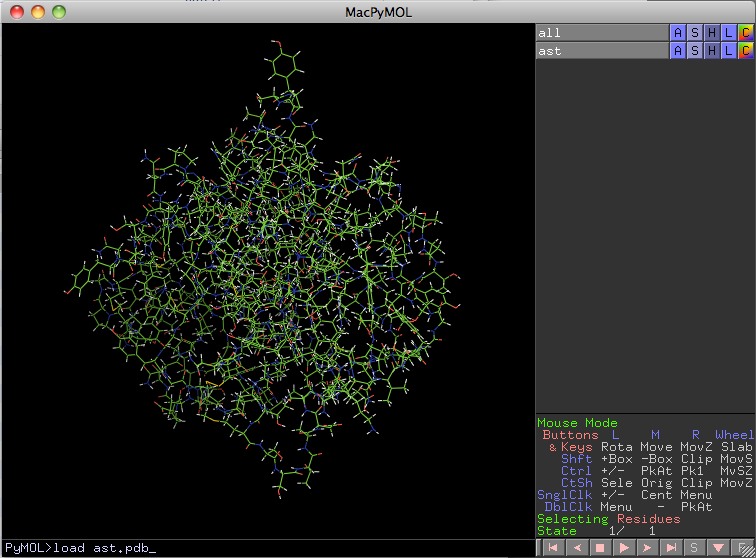 MacPyMOL
all A S H L C
ast A S H L C
Mouse Mode
Buttons L M R Wheel
& Keys Rota Move MovZ Slab
Shft +Box -Box Clip MovS
Ctrl +/- PkAt Pk1 MvSZ
CtSh Sele Orig Clip MovZ
SnglClk +/- Cent Menu
DblClk Menu - PkAt
Selecting Residues
State 1/ 1
PyMOL>load ast.pdb_
S F